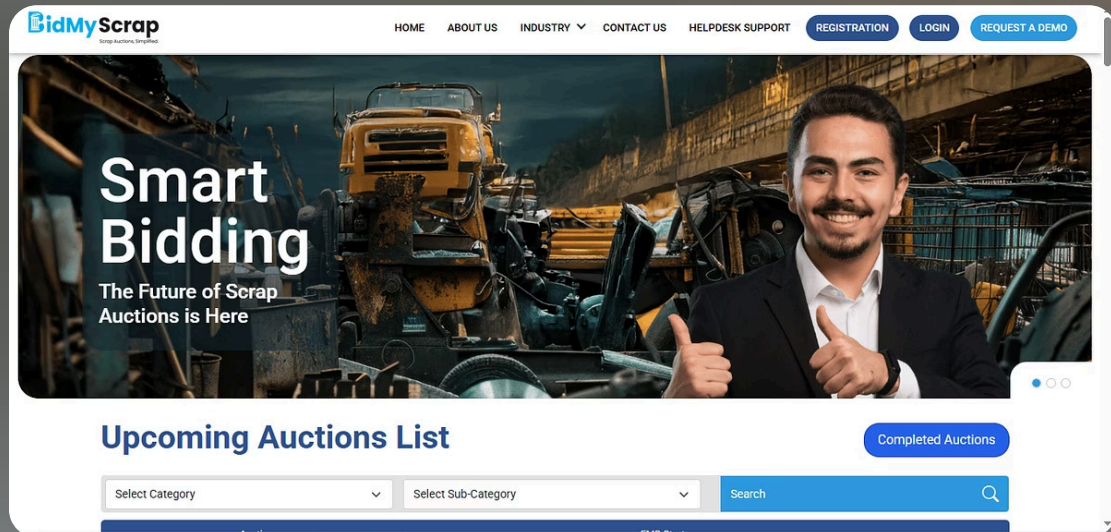 BidMyScrap
Scrap Auctions, Simplified.
HOME ABOUT US INDUSTRY CONTACT US HELPDESK SUPPORT REGISTRATION LOGIN REQUEST A DEMO
Smart
Bidding
The Future of Scrap
Auctions is Here
Upcoming Auctions List
Completed Auctions
Select Category Select Sub-Category Search